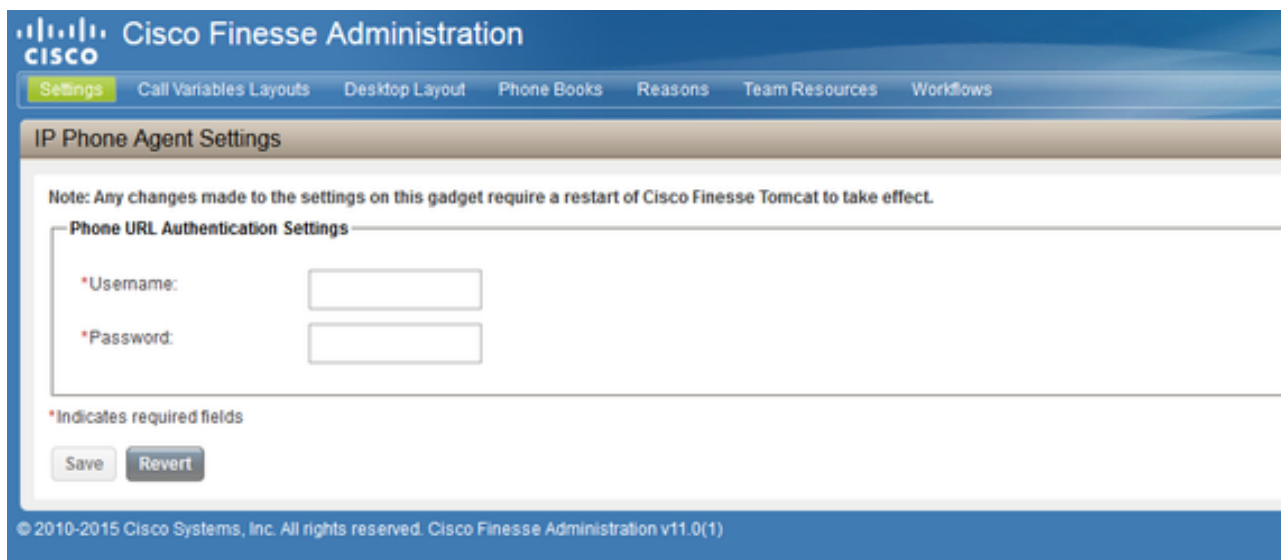 CISCO
Cisco Finesse Administration
Settings Call Variables Layouts Desktop Layout Phone Books Reasons Team Resources Workflows
IP Phone Agent Settings
Note: Any changes made to the settings on this gadget require a restart of Cisco Finesse Tomcat to take effect.
Phone URL Authentication Settings
*Username:
*Password:
*Indicates required fields
Save Revert
© 2010-2015 Cisco Systems, Inc. All rights reserved. Cisco Finesse Administration v11.0(1)